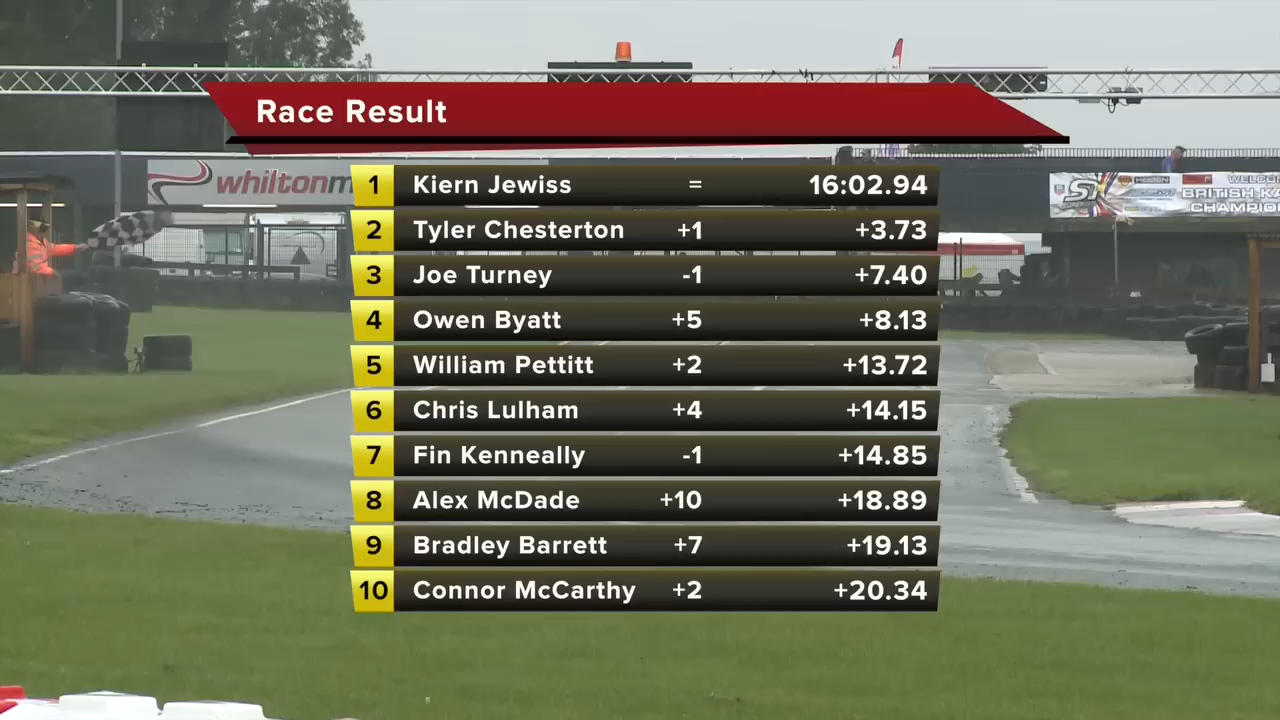 Race Result
1 Kiern Jewiss = 16:02.94
2 Tyler Chesterton +1 +3.73
3 Joe Turney -1 +7.40
4 Owen Byatt +5 +8.13
5 William Pettitt +2 +13.72
6 Chris Lulham +4 +14.15
7 Fin Kenneally -1 +14.85
8 Alex McDade +10 +18.89
9 Bradley Barrett +7 +19.13
10 Connor McCarthy +2 +20.34
whiltonm
S1
WELCO
BRITISH KA
CHAMPIO